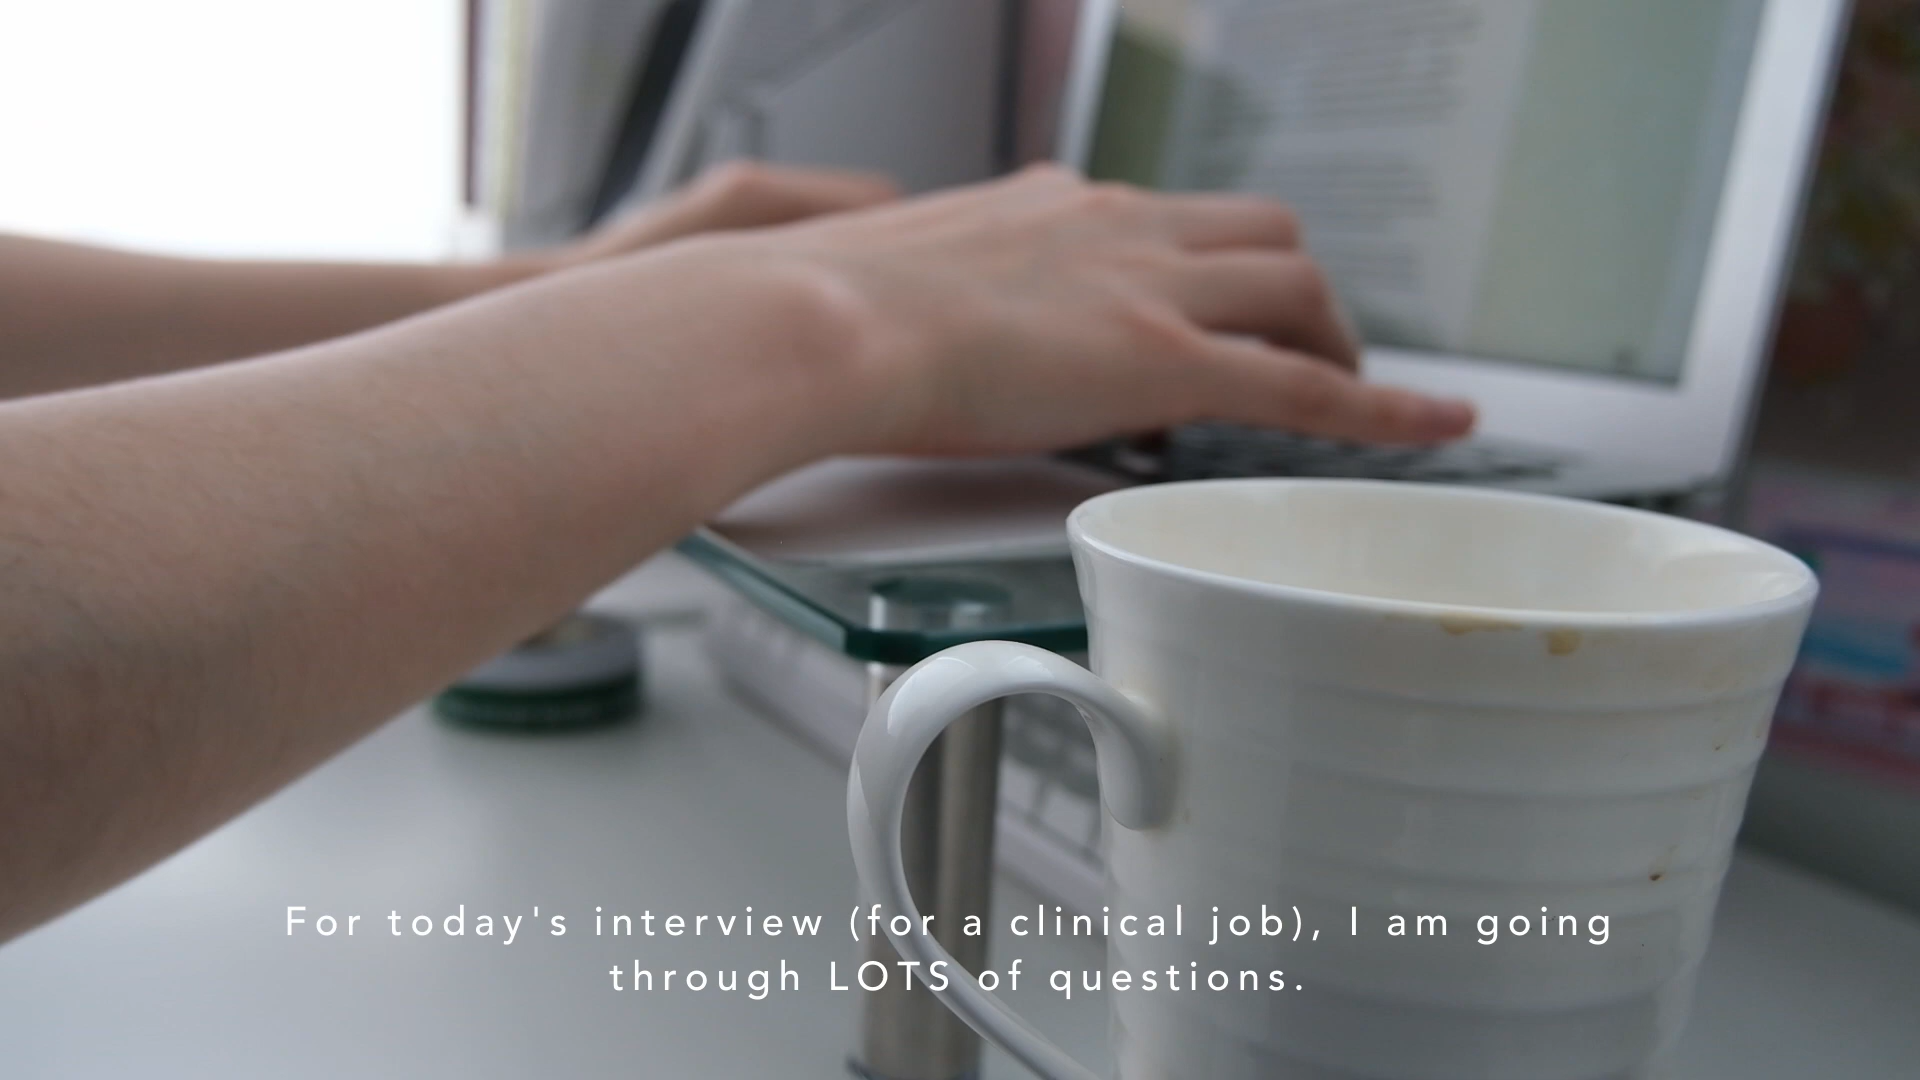 For today's interview (for a clinical job), I am going
through LOTS of questions.